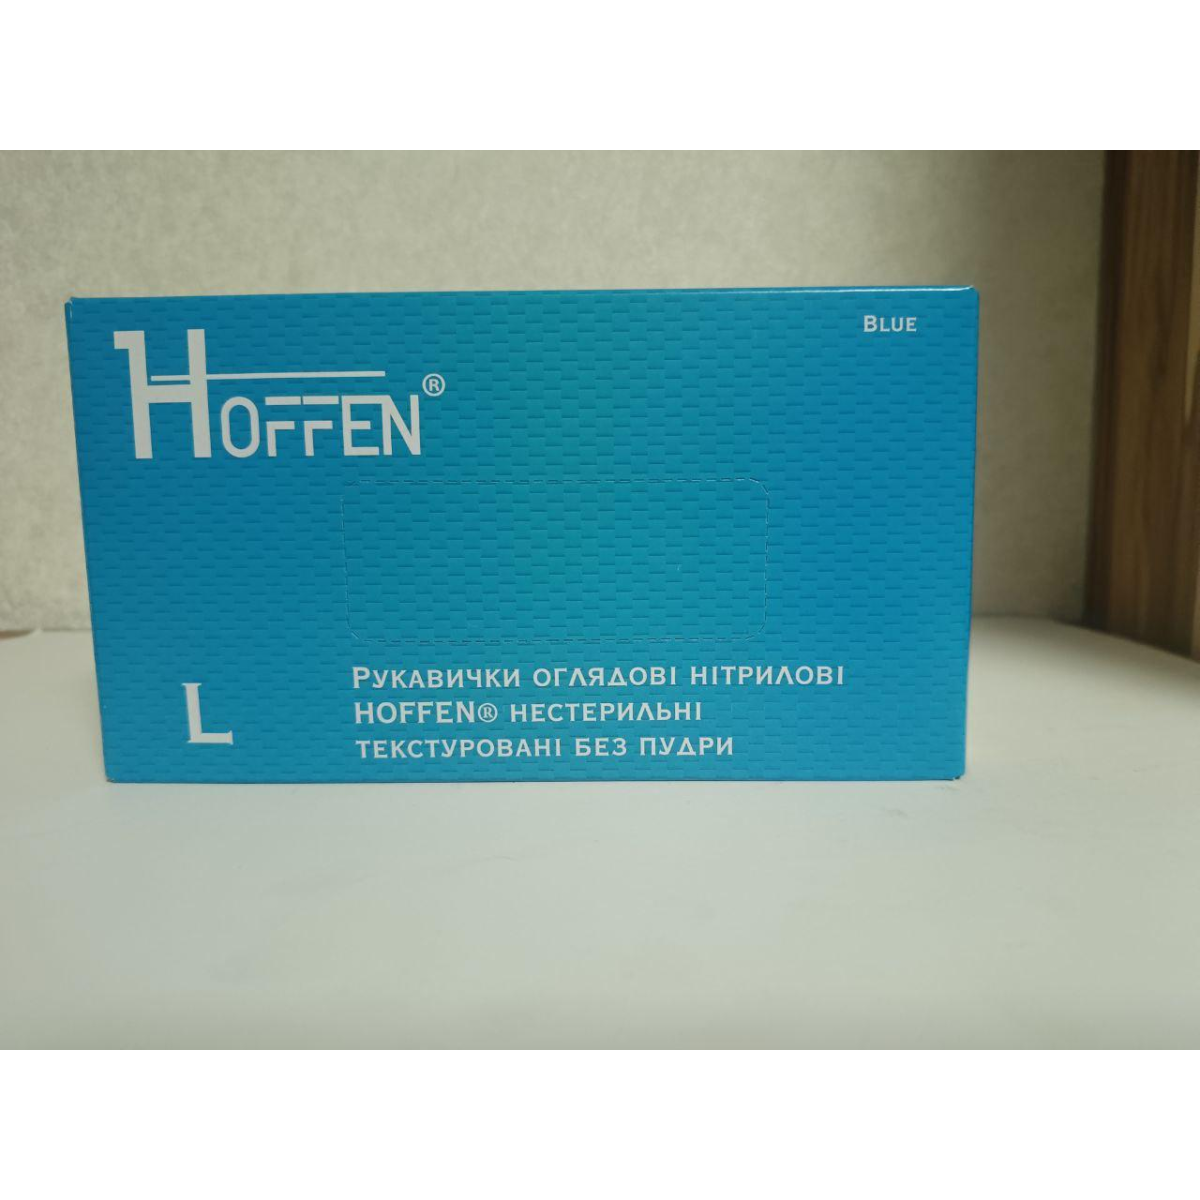 BLUE
HOFFEN®
L
РУКАВИЧКИ ОГЛЯДОВІ НІТРИЛОВІ
HOFFEN® НЕСТЕРИЛЬНІ
ТЕКСТУРОВАНІ БЕЗ ПУДРИ